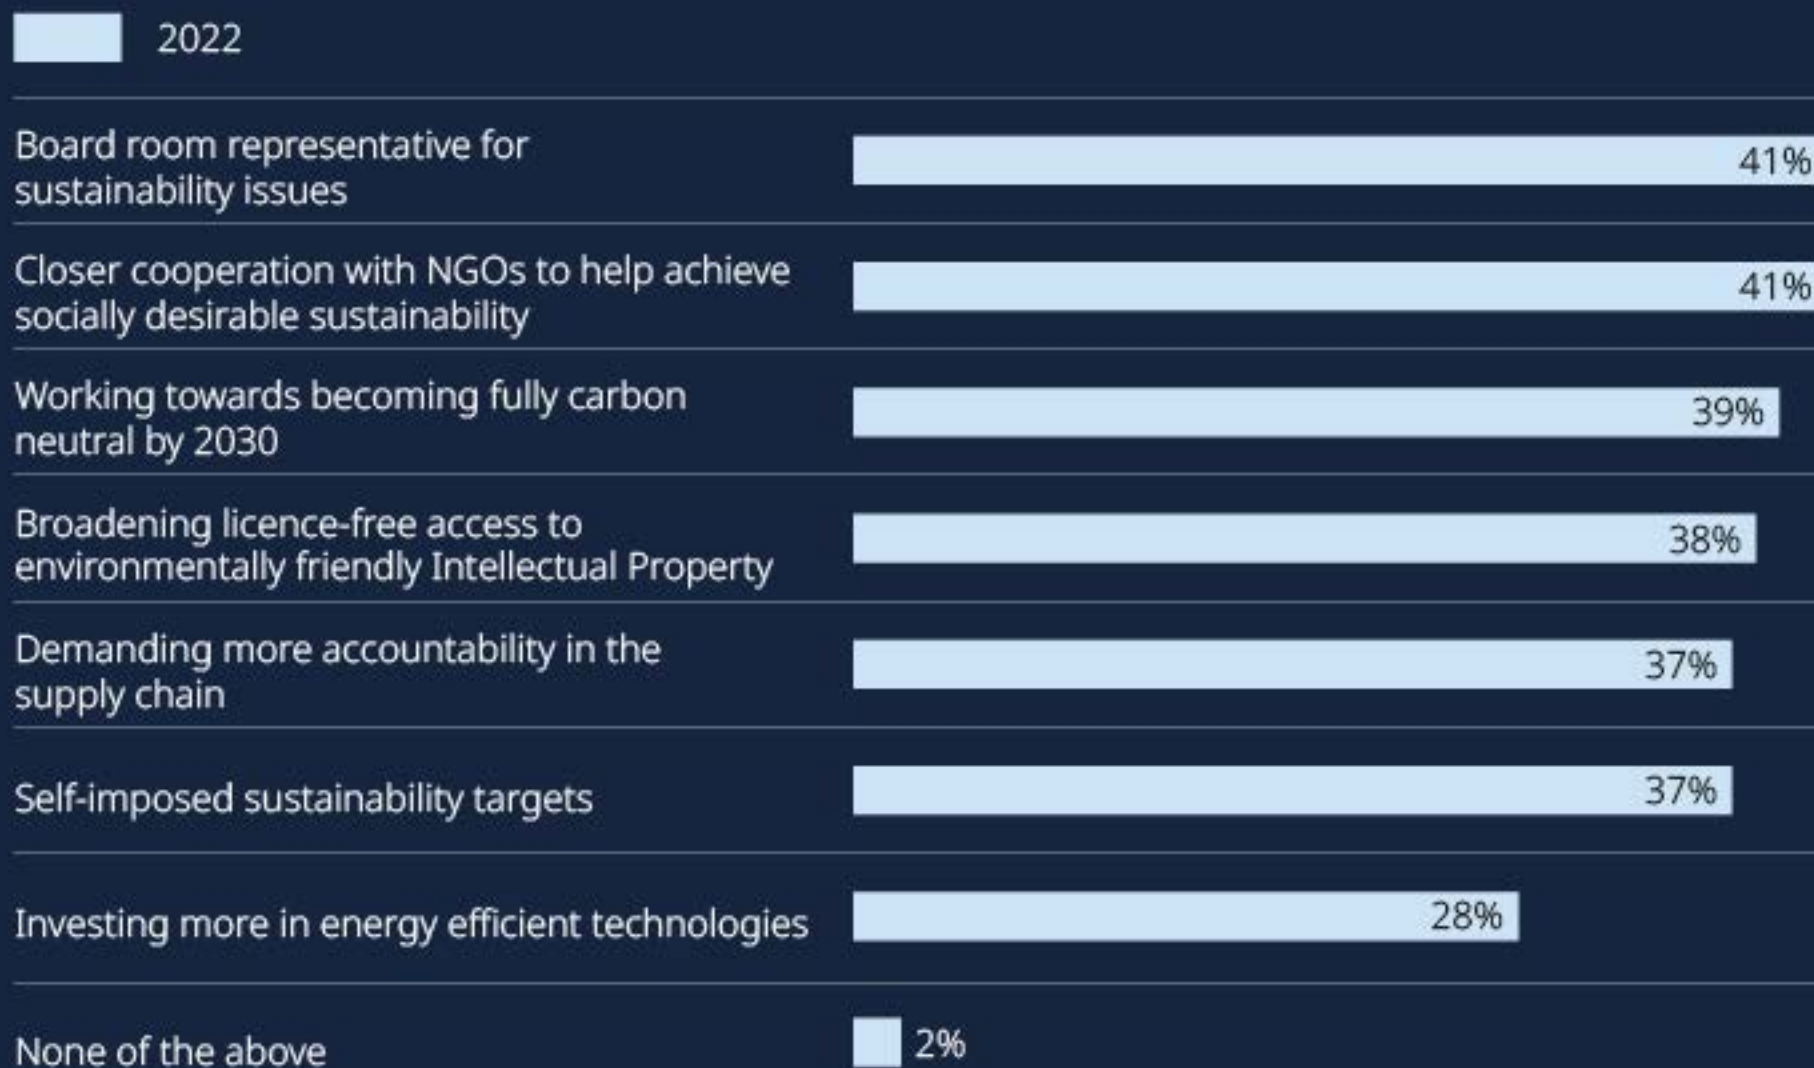 2022
Board room representative for
sustainability issues
41%
Closer cooperation with NGOs to help achieve
socially desirable sustainability
41%
Working towards becoming fully carbon
neutral by 2030
39%
Broadening licence-free access to
environmentally friendly Intellectual Property
38%
Demanding more accountability in the
supply chain
37%
Self-imposed sustainability targets
37%
Investing more in energy efficient technologies
28%
None of the above
2%